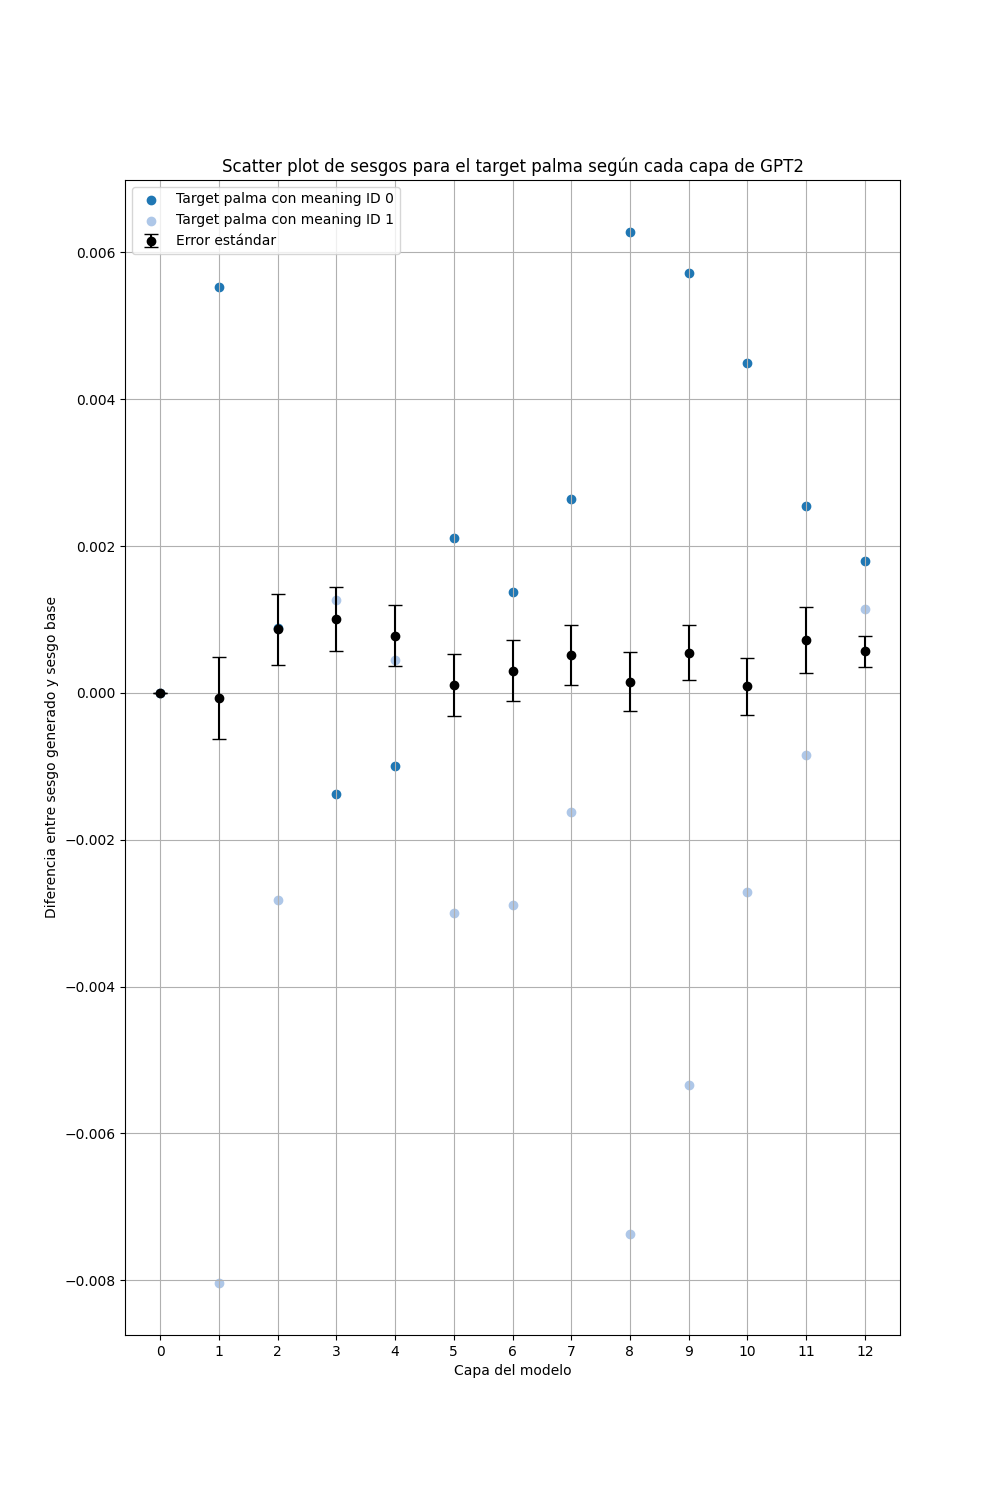 Scatter plot de sesgos para el target palma según cada capa de GPT2
Target palma con meaning ID 0
Target palma con meaning ID 1
Error estándar
0.006
0.004
0.002
0.000
−0.002
−0.004
−0.006
−0.008
Diferencia entre sesgo generado y sesgo base
0 1 2 3 4 5 6 7 8 9 10 11 12
Capa del modelo